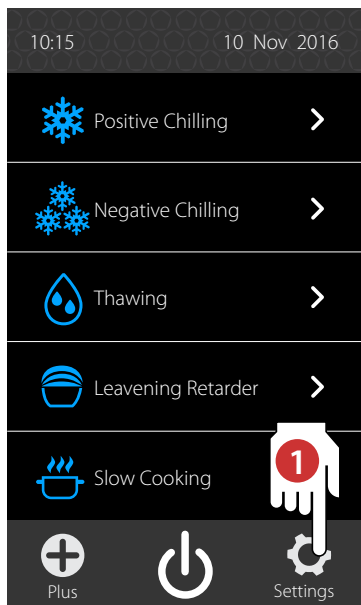 10:15 10 Nov 2016
Positive Chilling
Negative Chilling
Thawing
Leavening Retarder
Slow Cooking
1
Plus Settings